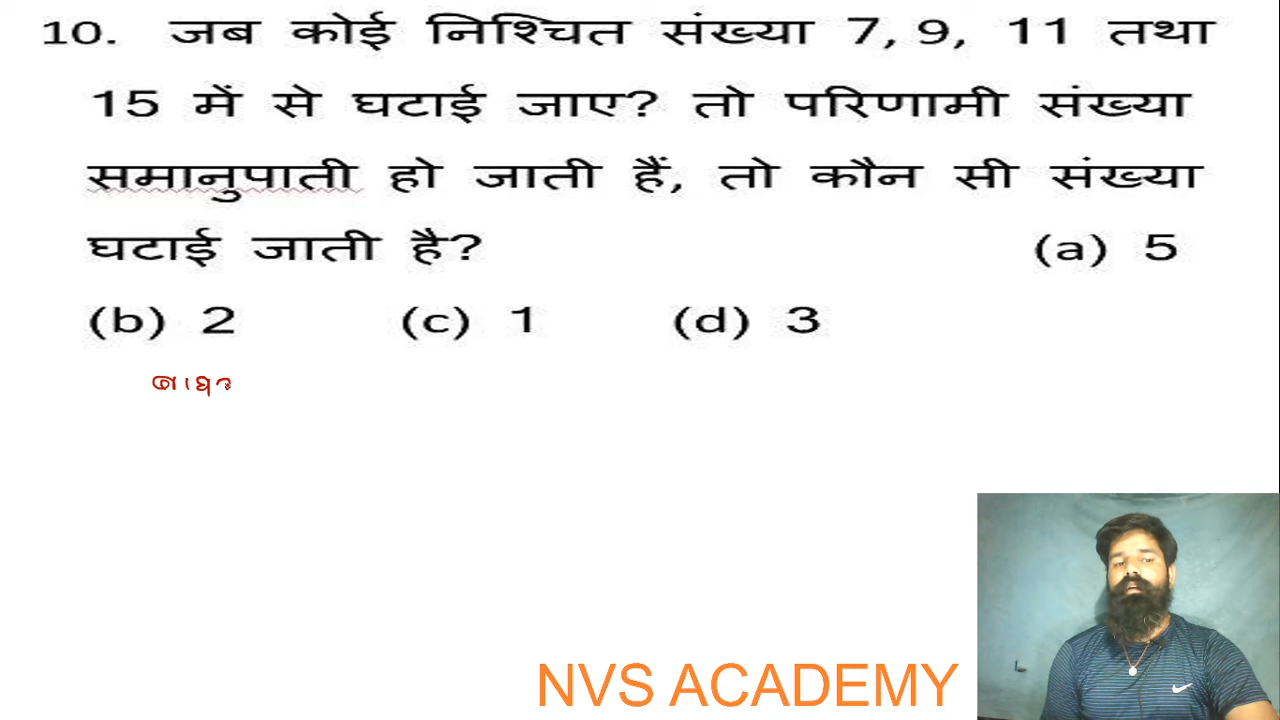 10. जब कोई निश्चित संख्या 7, 9, 11 तथा
15 में से घटाई जाए? तो परिणामी संख्या
समानुपाती हो जाती हैं, तो कौन सी संख्या
घटाई जाती है? (a) 5
(b) 2 (c) 1 (d) 3
NVS ACADEMY